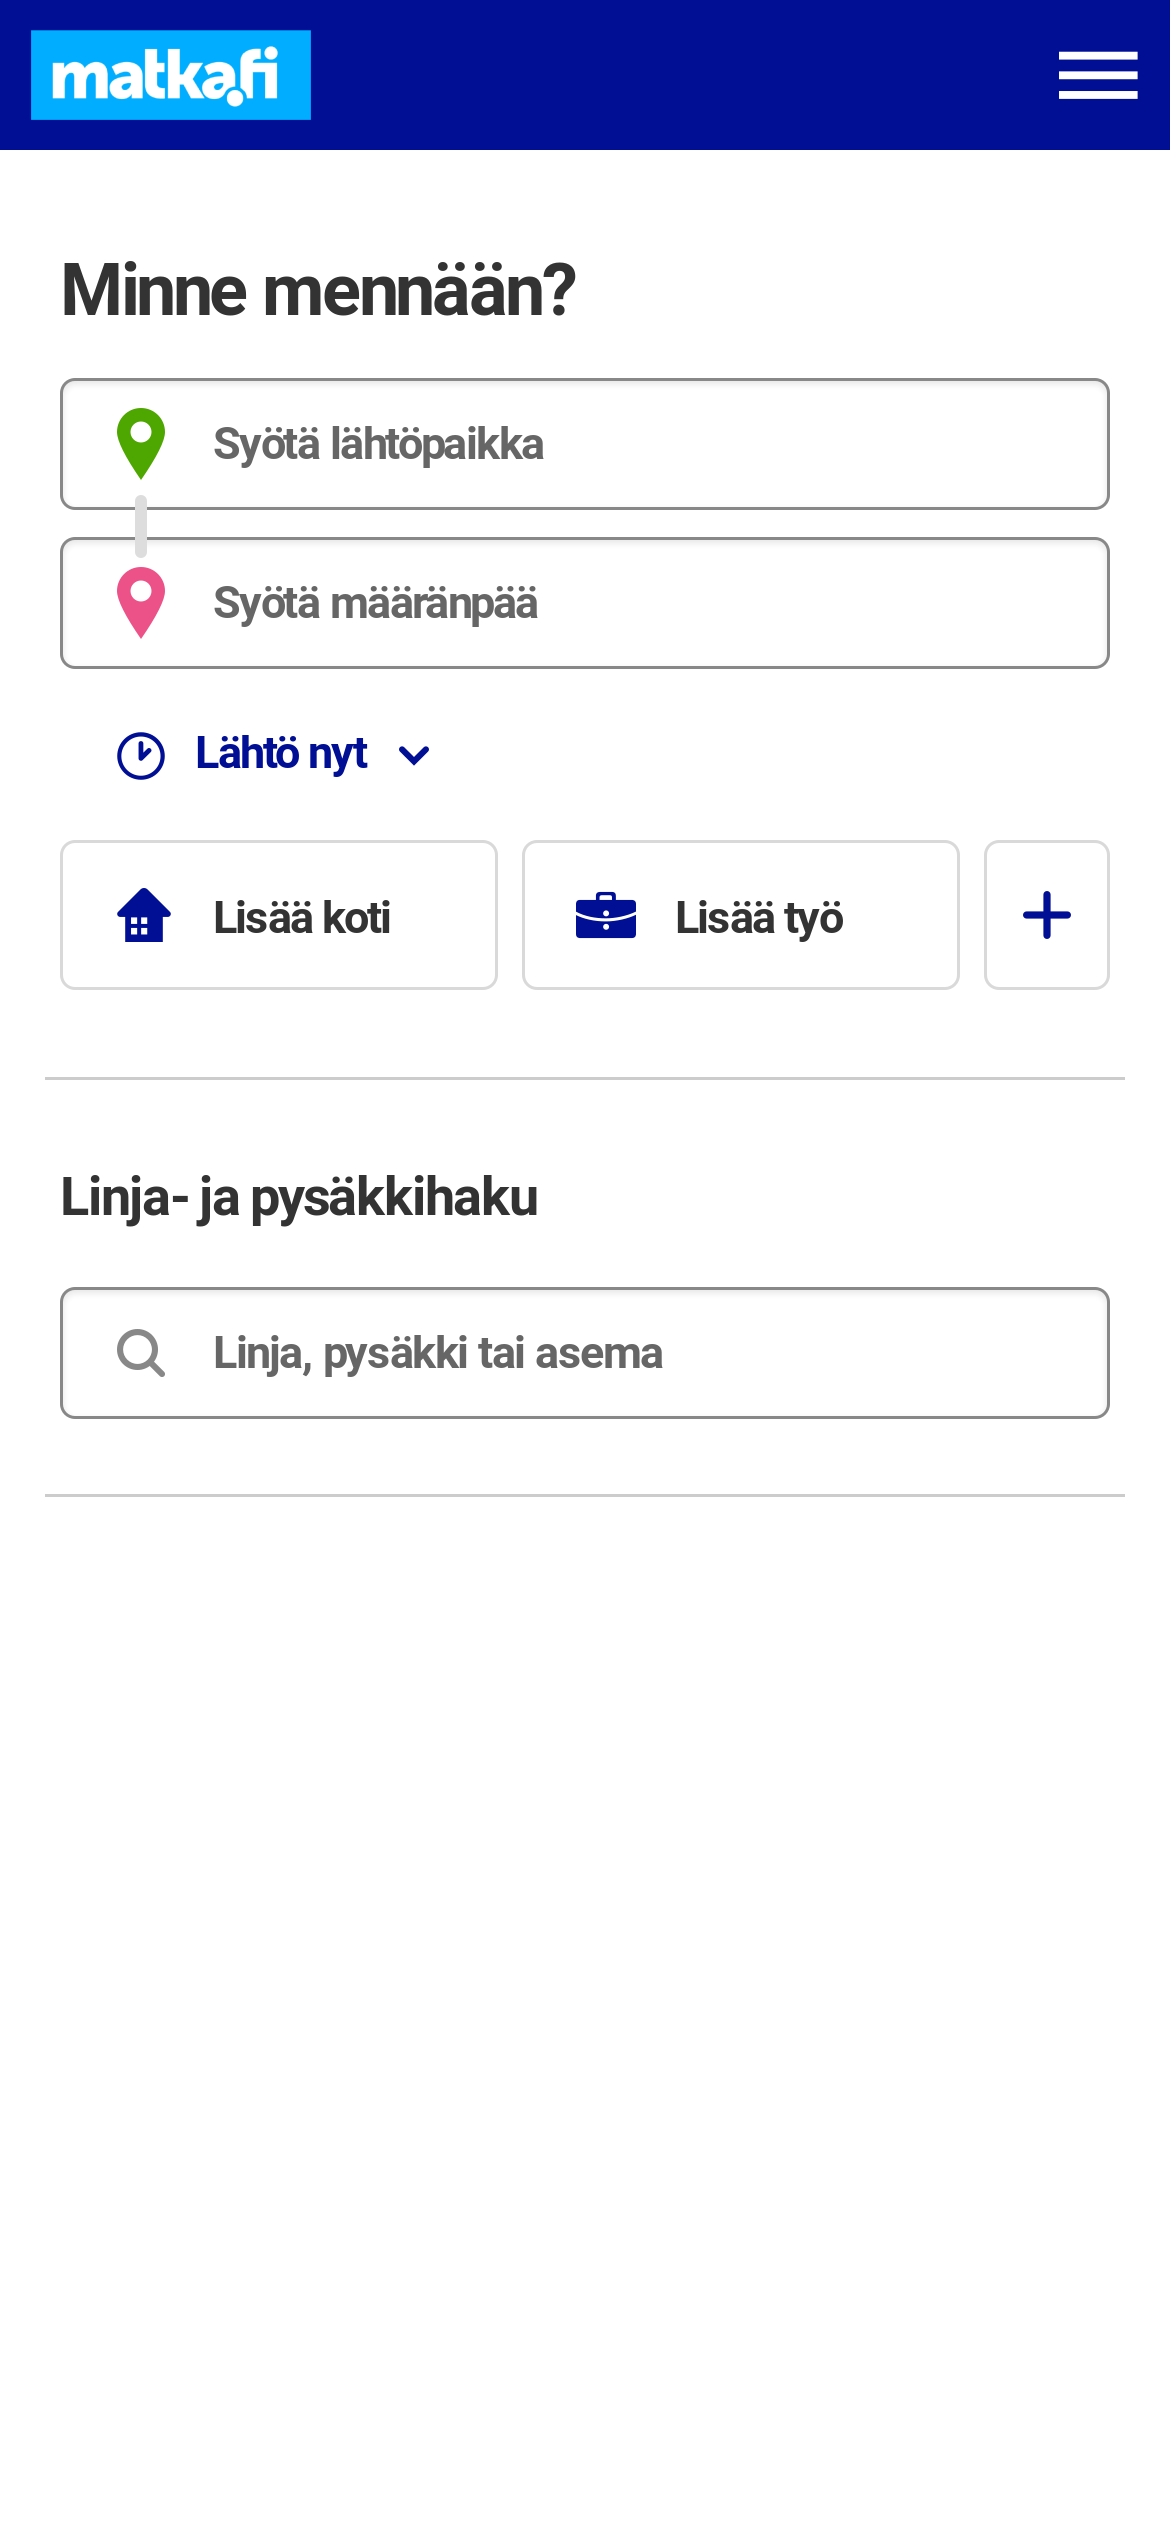 matka.fi
Minne mennään?
Syötä lähtöpaikka
Syötä määränpää
Lähtö nyt
Lisää koti
Lisää työ
Linja- ja pysäkkihaku
Linja, pysäkki tai asema